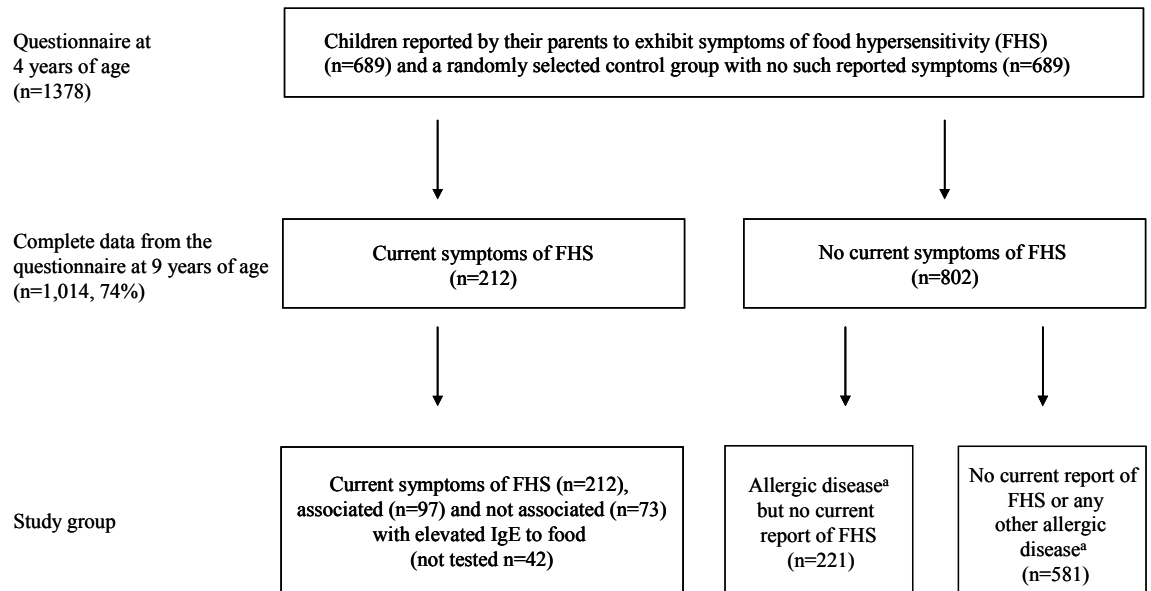 Questionnaire at
4 years of age
(n=1378)
Children reported by their parents to exhibit symptoms of food hypersensitivity (FHS)
(n=689) and a randomly selected control group with no such reported symptoms (n=689)
Complete data from the
questionnaire at 9 years of age
(n=1,014, 74%)
Current symptoms of FHS
(n=212)
No current symptoms of FHS
(n=802)
Study group
Current symptoms of FHS (n=212),
associated (n=97) and not associated (n=73)
with elevated IgE to food
(not tested n=42)
Allergic diseaseᵃ
but no current
report of FHS
(n=221)
No current report of
FHS or any
other allergic
diseaseᵃ
(n=581)